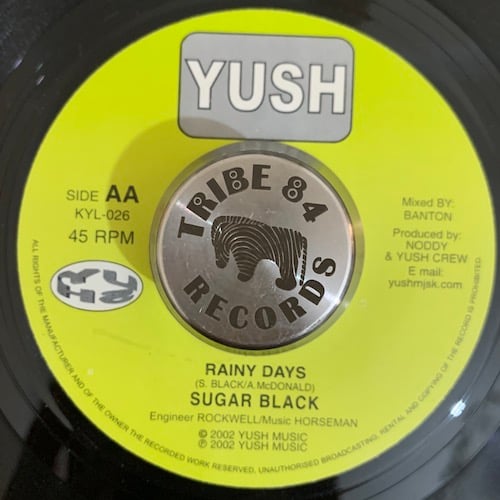 YUSH
SIDE AA
KYL-026
45 RPM
Mixed BY:
BANTON
Produced by:
NODDY
& YUSH CREW
E mail:
yushmjsk.com
TRIBE 84
RECORDS
RAINY DAYS
(S. BLACK/A.McDONALD)
SUGAR BLACK
Engineer ROCKWELL/Music HORSEMAN
© 2002 YUSH MUSIC
℗ 2002 YUSH MUSIC
ALL RIGHTS OF THE MANUFACTURER AND OF THE OWNER THE RECORDED WORK RESERVED, UNAUTHORISED BROADCASTING, RENTAL AND COPYING OF THE RECORD IS PROHIBITED.